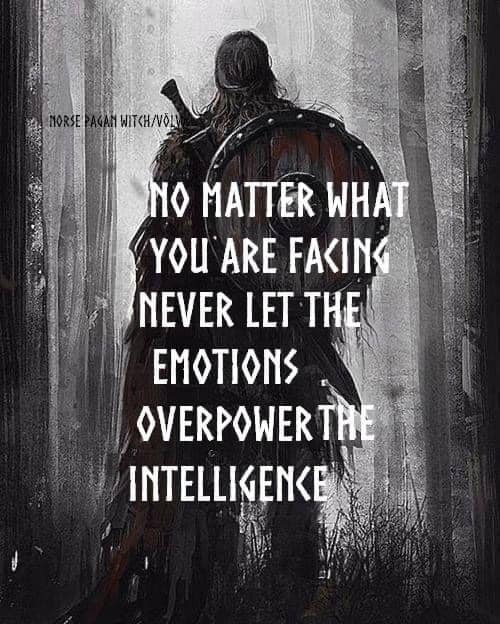 NORSE PAGAN WITCH/VÖLV
NO MATTER WHAT
YOU ARE FACING
NEVER LET THE
EMOTIONS
OVERPOWER THE
INTELLIGENCE